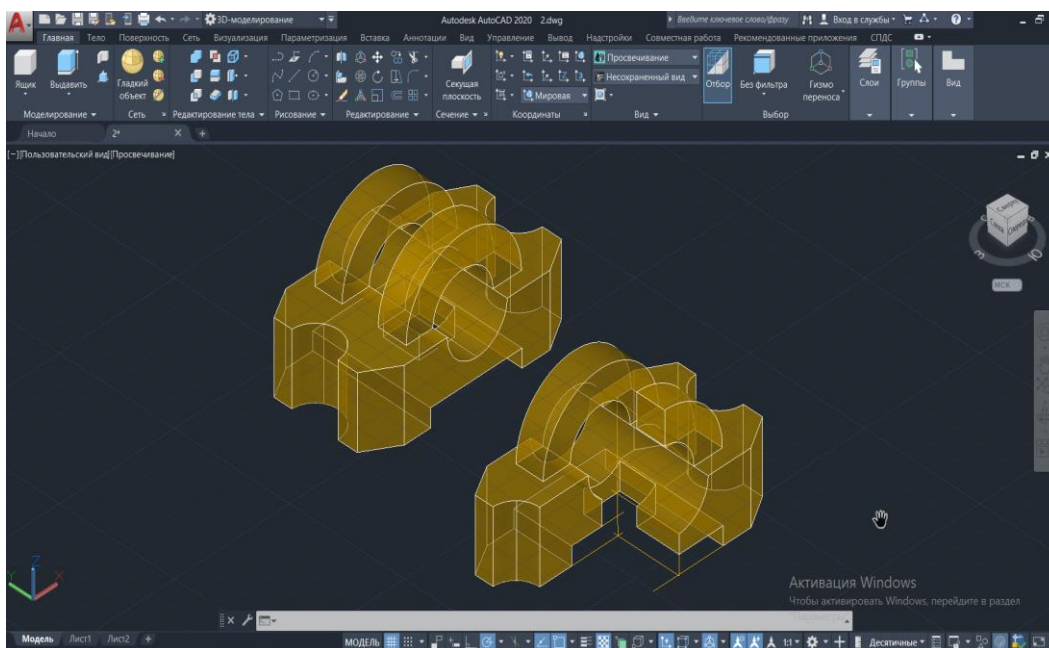 3D-моделирование
Autodesk AutoCAD 2020 2.dwg
Введите ключевое слово/фразу
Вход в службы
Главная Тело Поверхность Сеть Визуализация Параметризация Вставка Аннотации Вид Управление Вывод Надстройки Совместная работа Рекомендованные приложения СПДС
Просвечивание
Несохраненный вид
Мировая
Ящик Выдавить Гладкий объект
Секущая плоскость
Отбор Без фильтра Гизмо переноса
Слои Группы Вид
Моделирование Сеть Редактирование тела Рисование Редактирование Сечение Координаты Вид Выбор
Начало 2*
[−][Пользовательский вид][Просвечивание]
МСК
Z
X
Y
Активация Windows
Чтобы активировать Windows, перейдите в раздел
Модель Лист1 Лист2 +
МОДЕЛЬ 1:1 Десятичные